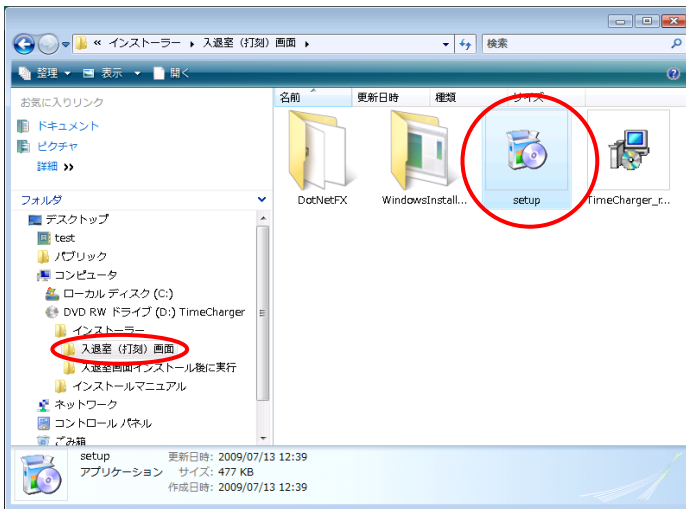 « インストーラー ▸ 入退室（打刻）画面 ▸
検索
整理 表示 開く
お気に入りリンク
ドキュメント
ピクチャ
詳細 »
フォルダ
デスクトップ
test
パブリック
コンピュータ
ローカル ディスク (C:)
DVD RW ドライブ (D:) TimeCharger
インストーラー
入退室（打刻）画面
入退室画面インストール後に実行
インストールマニュアル
ネットワーク
コントロール パネル
ごみ箱
名前 更新日時 種類 サイズ
DotNetFX WindowsInstall... setup TimeCharger_r...
setup 更新日時: 2009/07/13 12:39
アプリケーション サイズ: 477 KB
作成日時: 2009/07/13 12:39